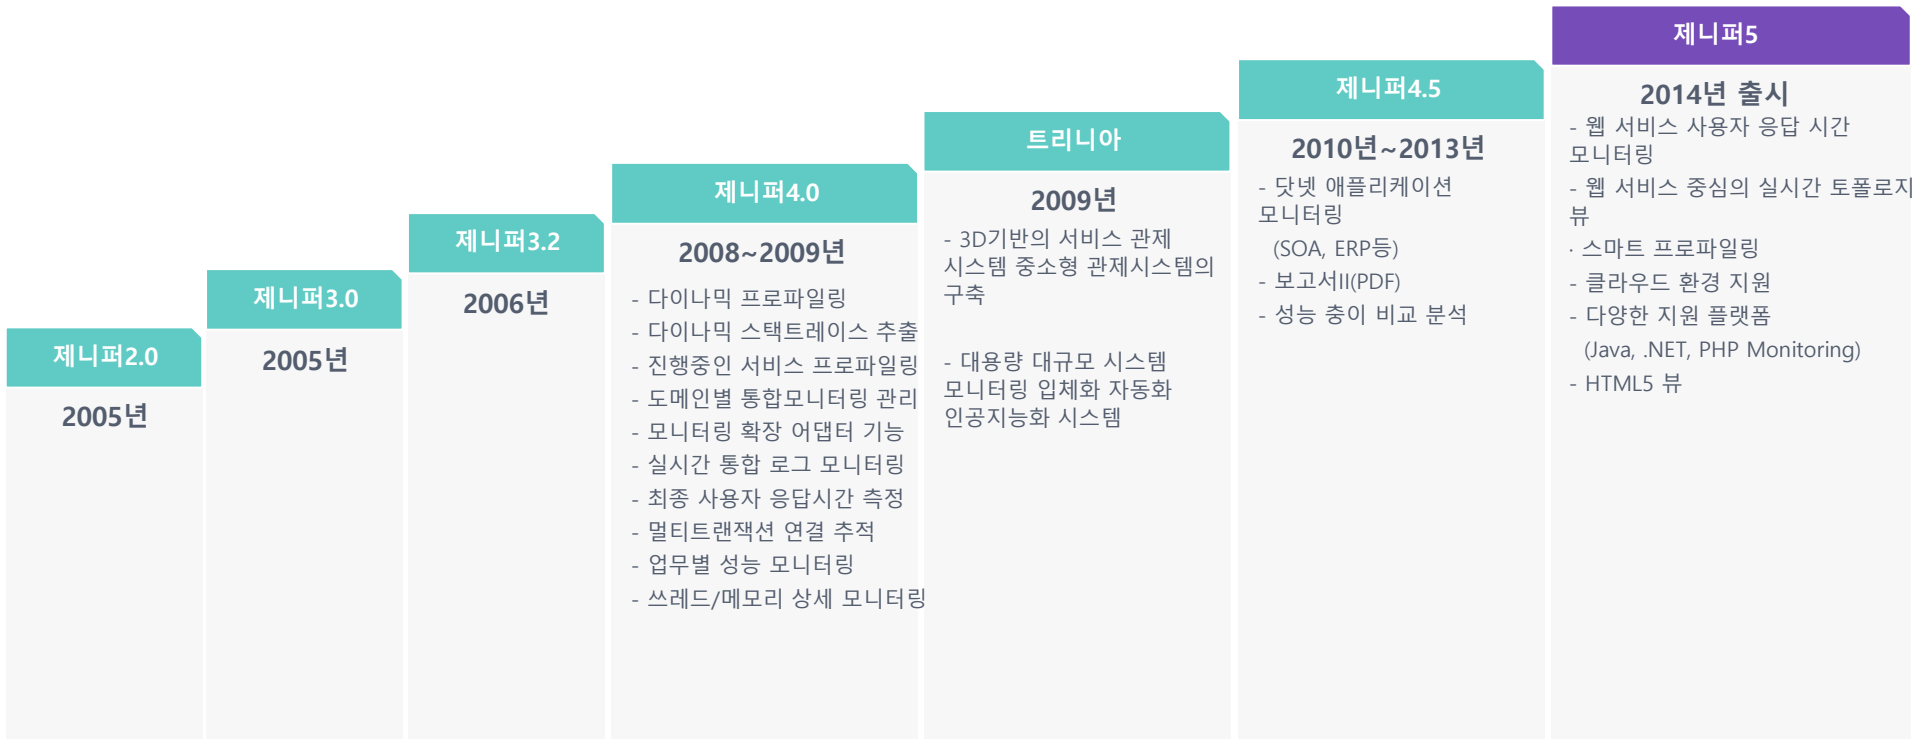 제니퍼2.0
2005년
제니퍼3.0
2005년
제니퍼3.2
2006년
제니퍼4.0
2008~2009년
- 다이나믹 프로파일링
- 다이나믹 스택트레이스 추출
- 진행중인 서비스 프로파일링
- 도메인별 통합모니터링 관리
- 모니터링 확장 어댑터 기능
- 실시간 통합 로그 모니터링
- 최종 사용자 응답시간 측정
- 멀티트랜잭션 연결 추적
- 업무별 성능 모니터링
- 쓰레드/메모리 상세 모니터링
트리니아
2009년
- 3D기반의 서비스 관제
시스템 중소형 관제시스템의
구축
- 대용량 대규모 시스템
모니터링 입체화 자동화
인공지능화 시스템
제니퍼4.5
2010년~2013년
- 닷넷 애플리케이션
모니터링
(SOA, ERP등)
- 보고서II(PDF)
- 성능 충이 비교 분석
제니퍼5
2014년 출시
- 웹 서비스 사용자 응답 시간
모니터링
- 웹 서비스 중심의 실시간 토폴로지
뷰
· 스마트 프로파일링
- 클라우드 환경 지원
- 다양한 지원 플랫폼
(Java, .NET, PHP Monitoring)
- HTML5 뷰